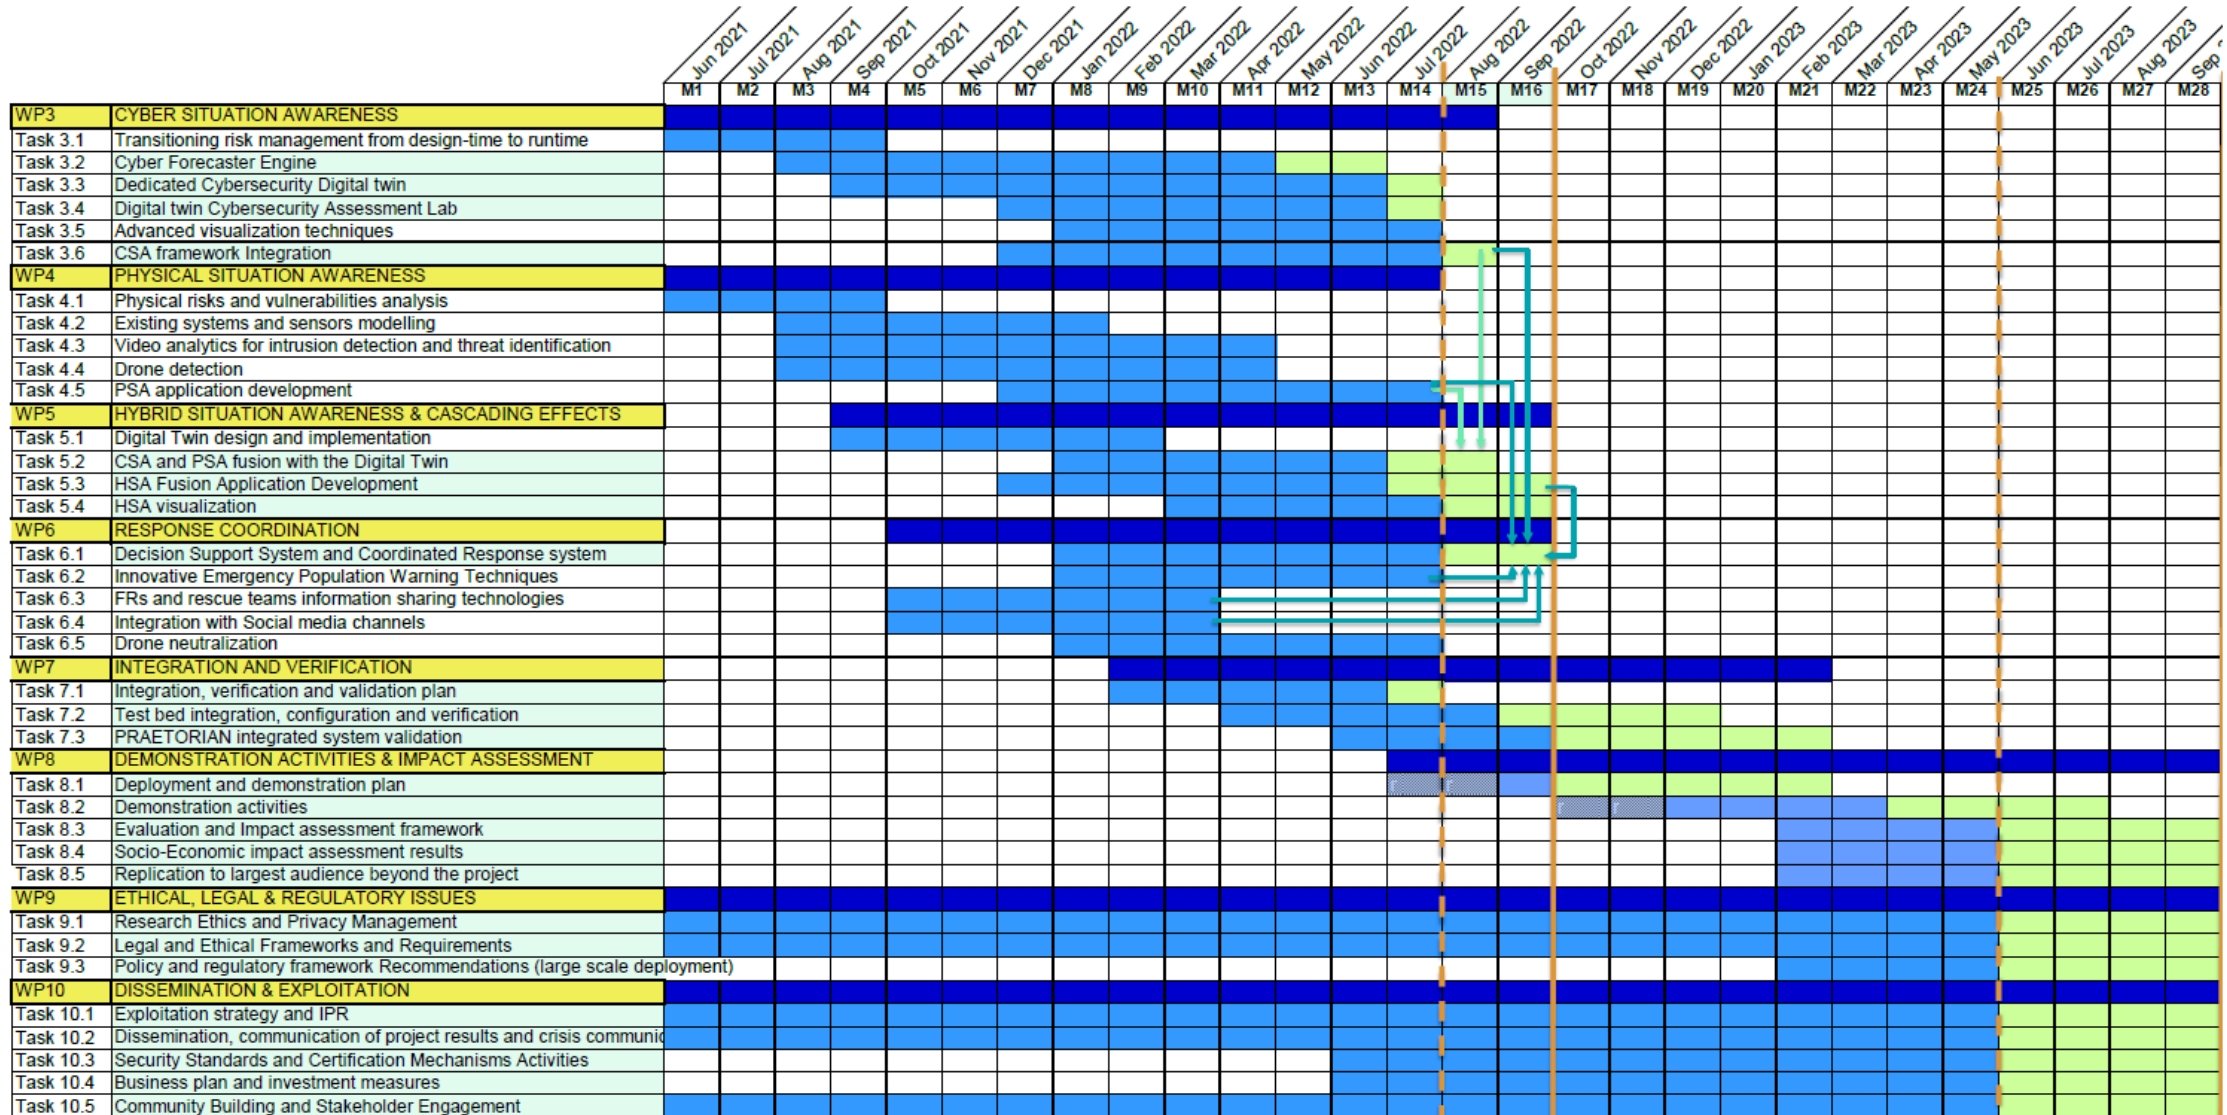 Jun 2021 Jul 2021 Aug 2021 Sep 2021 Oct 2021 Nov 2021 Dec 2021 Jan 2022 Feb 2022 Mar 2022 Apr 2022 May 2022 Jun 2022 Jul 2022 Aug 2022 Sep 2022 Oct 2022 Nov 2022 Dec 2022 Jan 2023 Feb 2023 Mar 2023 Apr 2023 May 2023 Jun 2023 Jul 2023 Aug 2023 Sep
M1 M2 M3 M4 M5 M6 M7 M8 M9 M10 M11 M12 M13 M14 M15 M16 M17 M18 M19 M20 M21 M22 M23 M24 M25 M26 M27 M28
WP3 CYBER SITUATION AWARENESS
Task 3.1 Transitioning risk management from design-time to runtime
Task 3.2 Cyber Forecaster Engine
Task 3.3 Dedicated Cybersecurity Digital twin
Task 3.4 Digital twin Cybersecurity Assessment Lab
Task 3.5 Advanced visualization techniques
Task 3.6 CSA framework Integration
WP4 PHYSICAL SITUATION AWARENESS
Task 4.1 Physical risks and vulnerabilities analysis
Task 4.2 Existing systems and sensors modelling
Task 4.3 Video analytics for intrusion detection and threat identification
Task 4.4 Drone detection
Task 4.5 PSA application development
WP5 HYBRID SITUATION AWARENESS & CASCADING EFFECTS
Task 5.1 Digital Twin design and implementation
Task 5.2 CSA and PSA fusion with the Digital Twin
Task 5.3 HSA Fusion Application Development
Task 5.4 HSA visualization
WP6 RESPONSE COORDINATION
Task 6.1 Decision Support System and Coordinated Response system
Task 6.2 Innovative Emergency Population Warning Techniques
Task 6.3 FRs and rescue teams information sharing technologies
Task 6.4 Integration with Social media channels
Task 6.5 Drone neutralization
WP7 INTEGRATION AND VERIFICATION
Task 7.1 Integration, verification and validation plan
Task 7.2 Test bed integration, configuration and verification
Task 7.3 PRAETORIAN integrated system validation
WP8 DEMONSTRATION ACTIVITIES & IMPACT ASSESSMENT
Task 8.1 Deployment and demonstration plan r r
Task 8.2 Demonstration activities r r
Task 8.3 Evaluation and Impact assessment framework
Task 8.4 Socio-Economic impact assessment results
Task 8.5 Replication to largest audience beyond the project
WP9 ETHICAL, LEGAL & REGULATORY ISSUES
Task 9.1 Research Ethics and Privacy Management
Task 9.2 Legal and Ethical Frameworks and Requirements
Task 9.3 Policy and regulatory framework Recommendations (large scale deployment)
WP10 DISSEMINATION & EXPLOITATION
Task 10.1 Exploitation strategy and IPR
Task 10.2 Dissemination, communication of project results and crisis communic
Task 10.3 Security Standards and Certification Mechanisms Activities
Task 10.4 Business plan and investment measures
Task 10.5 Community Building and Stakeholder Engagement